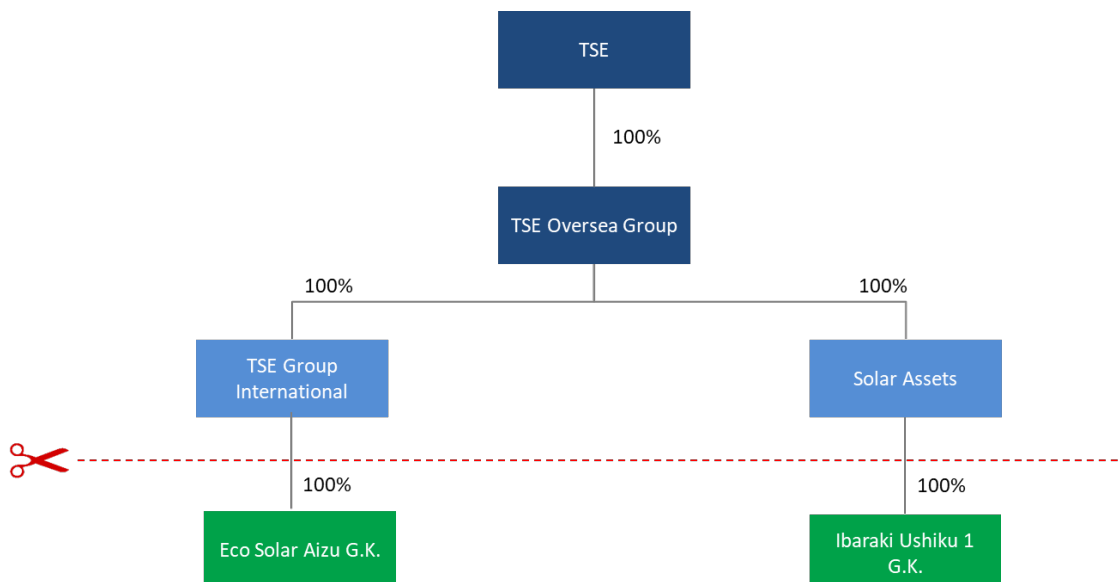 TSE
100%
TSE Oversea Group
100%
100%
TSE Group
International
Solar Assets
100%
100%
Eco Solar Aizu G.K.
Ibaraki Ushiku 1
G.K.